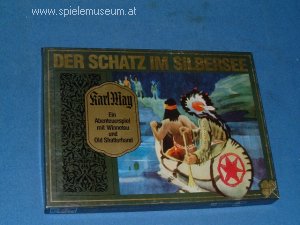 www.spielemuseum.at
DER SCHATZ IM SILBERSEE
Karl May
Ein
Abenteuerspiel
mit Winnetou
und
Old Shatterhand